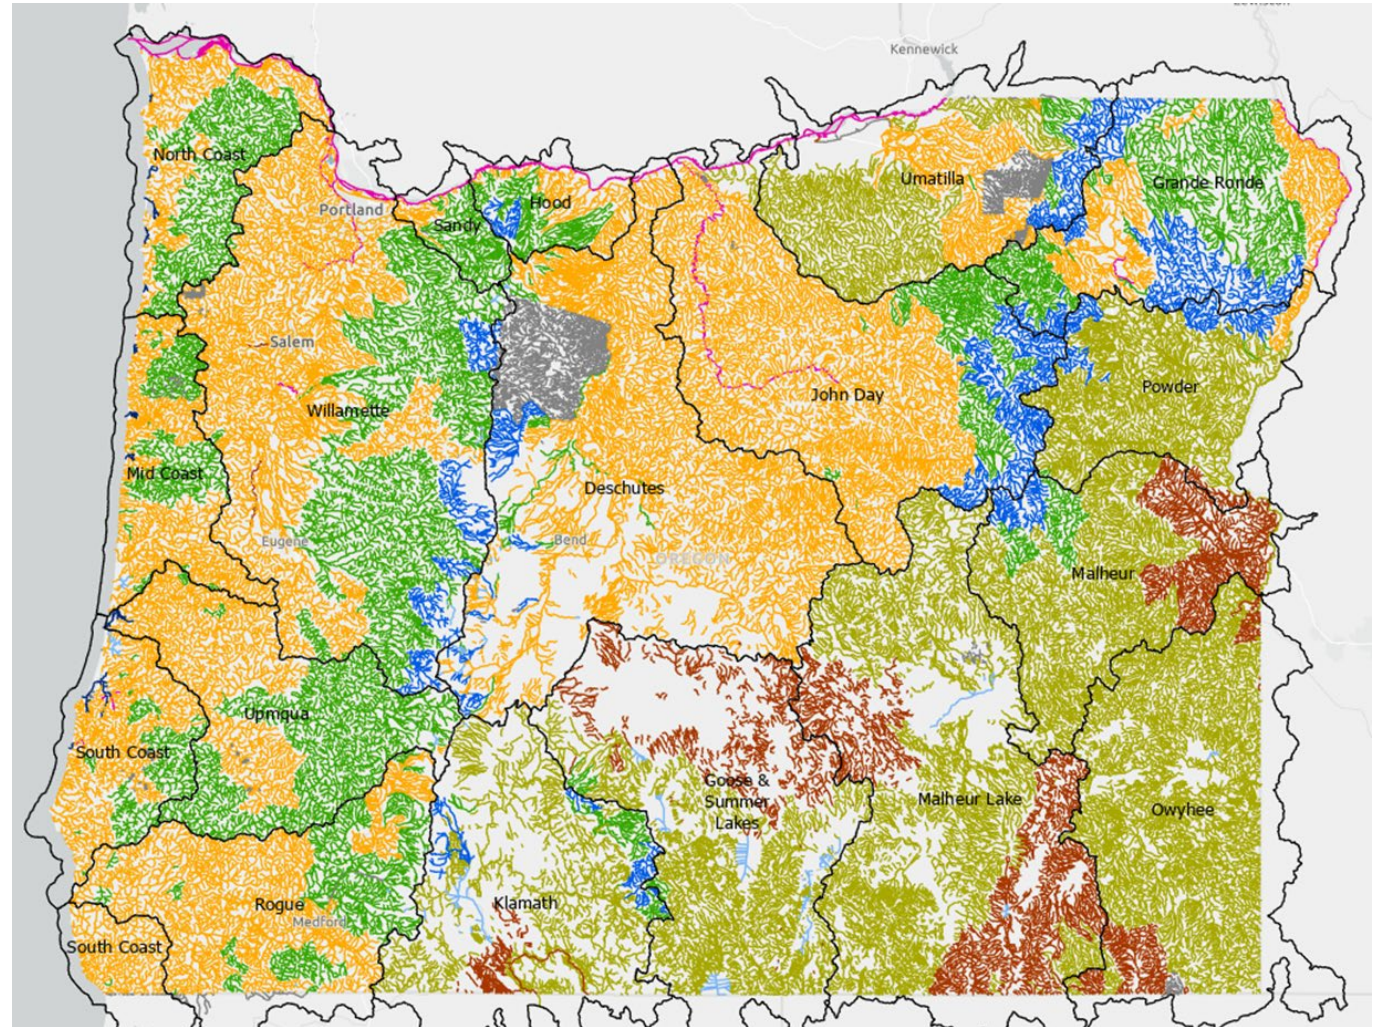 Kennewick
North Coast
Umatilla
Grande Ronde
Portland
Hood
Sandy
Salem
Willamette
John Day
Powder
Mid Coast
Deschutes
Eugene
Bend
OREGON
Malheur
Upmqua
South Coast
Goose &
Summer
Lakes
Malheur Lake
Owyhee
Rogue
Medford
Klamath
South Coast